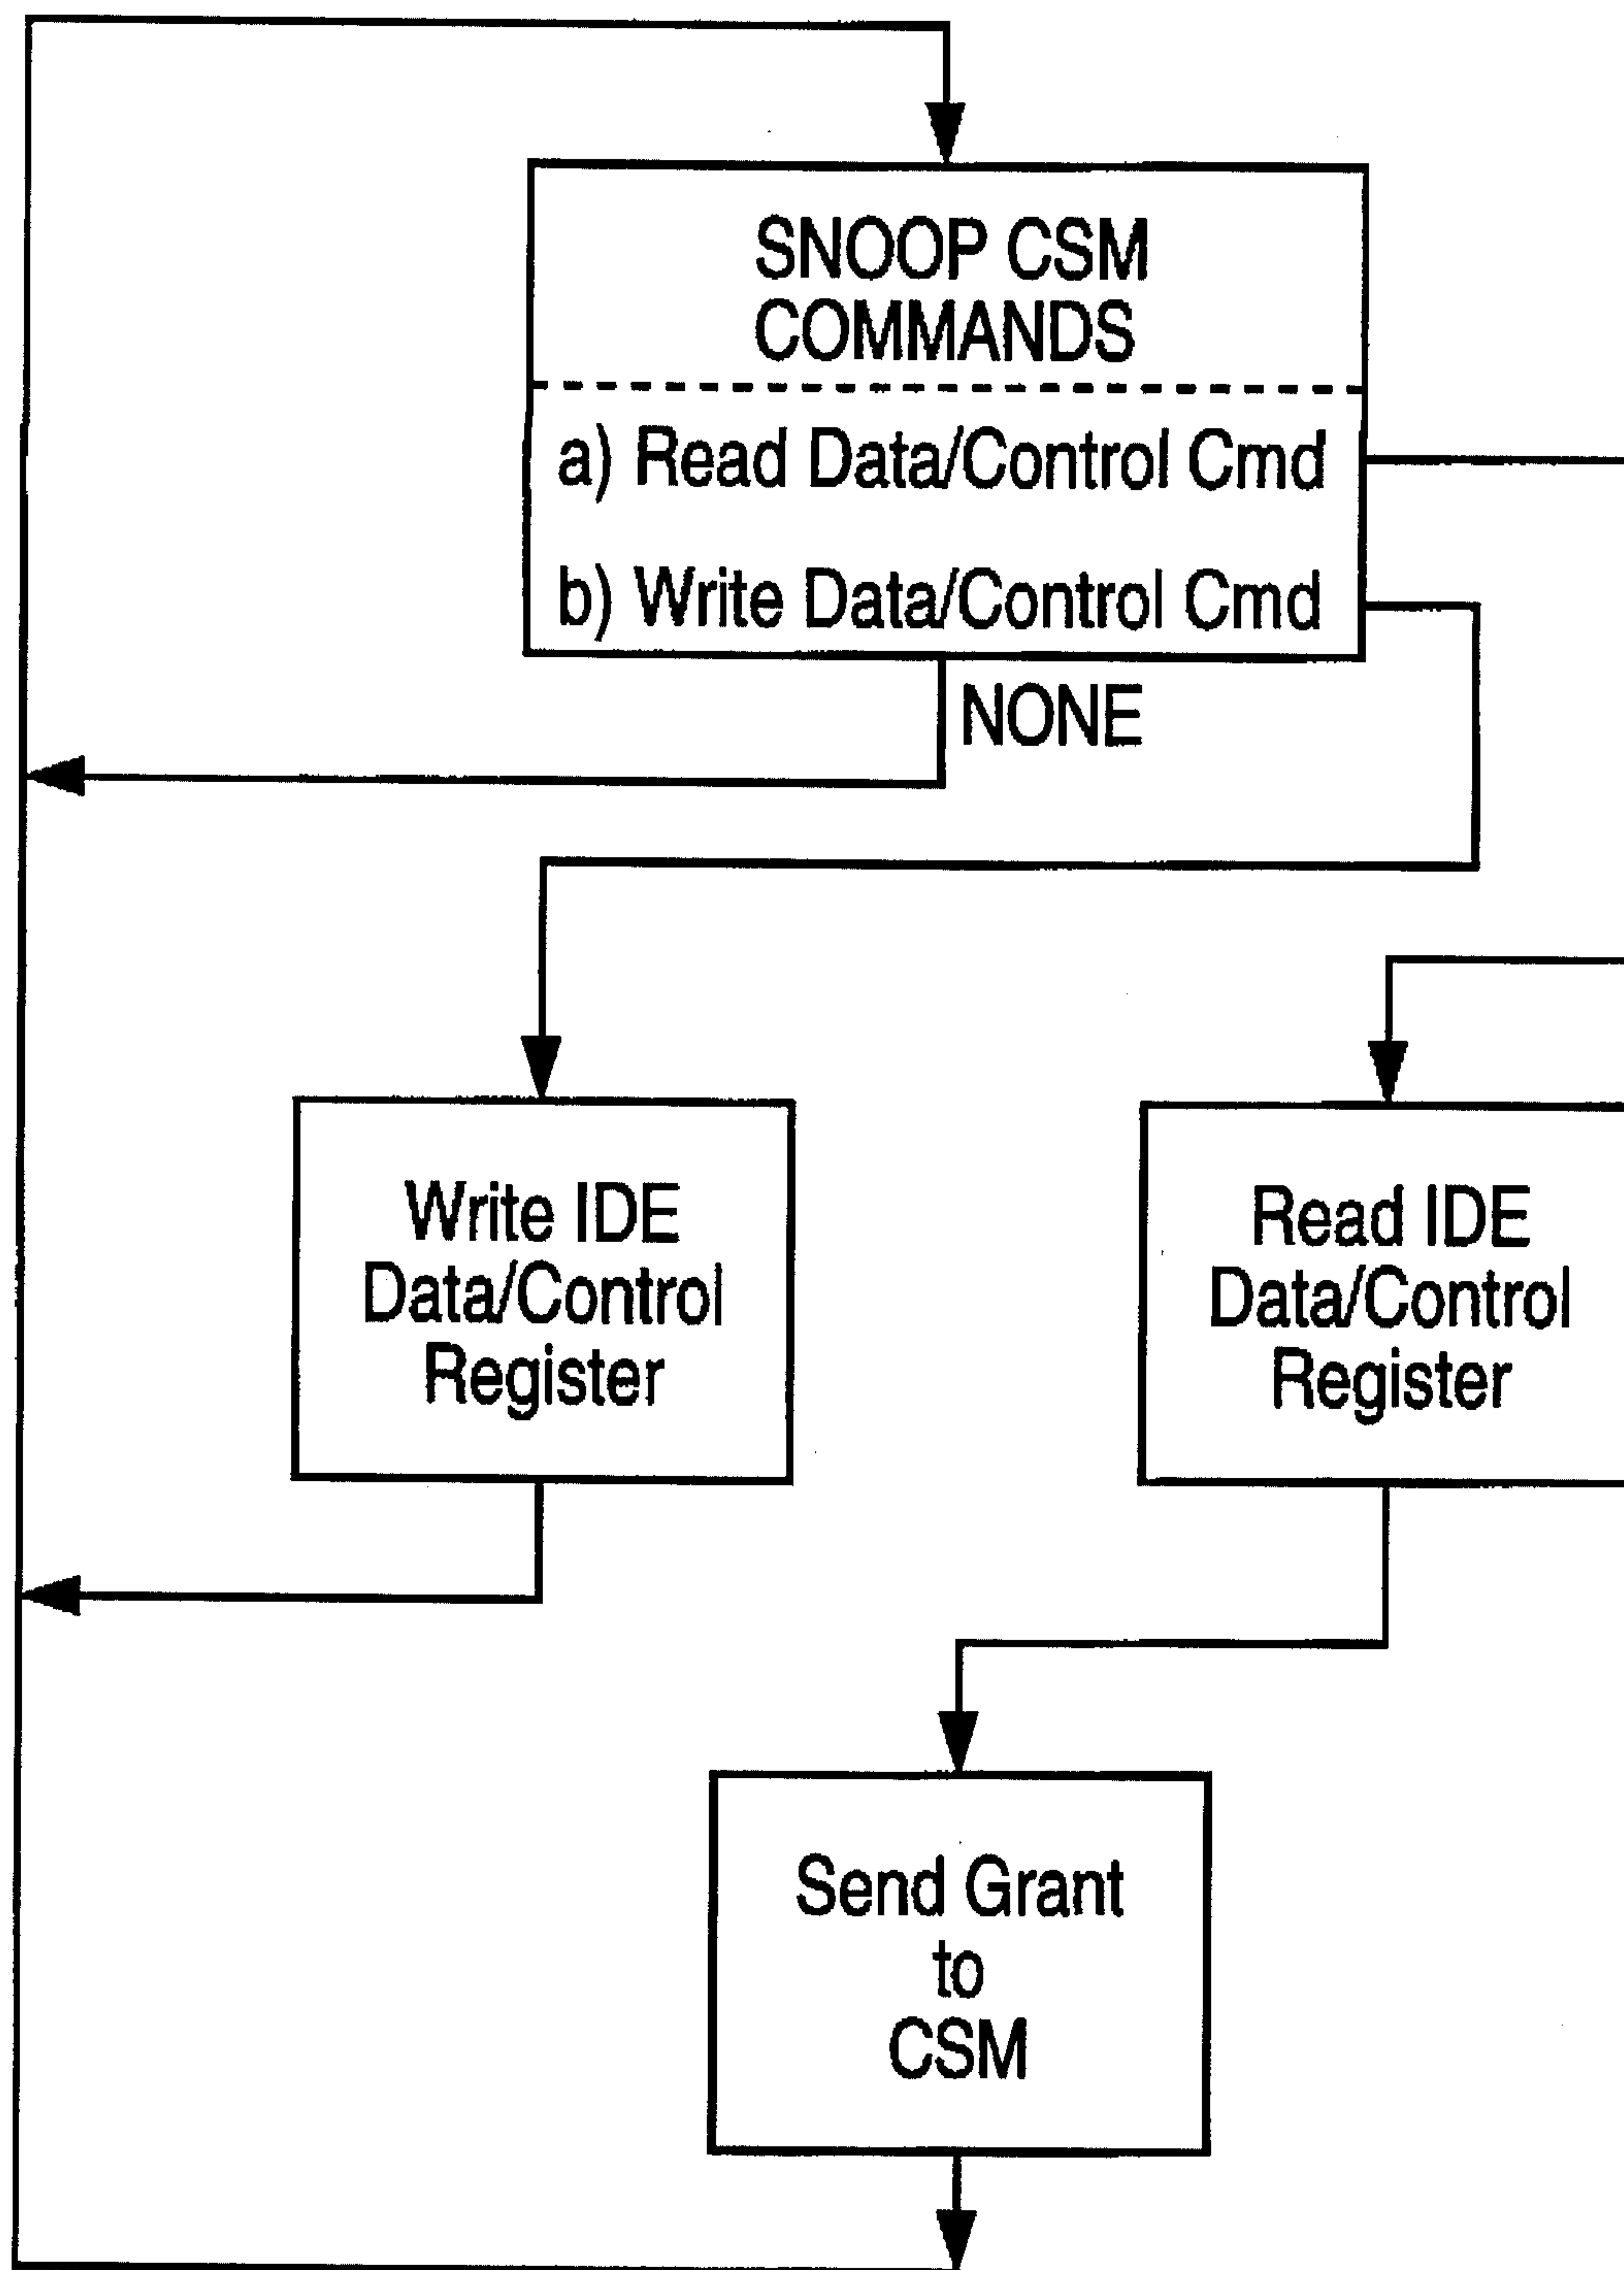 SNOOP CSM
COMMANDS
a) Read Data/Control Cmd
b) Write Data/Control Cmd
NONE
Write IDE
Data/Control
Register
Read IDE
Data/Control
Register
Send Grant
to
CSM